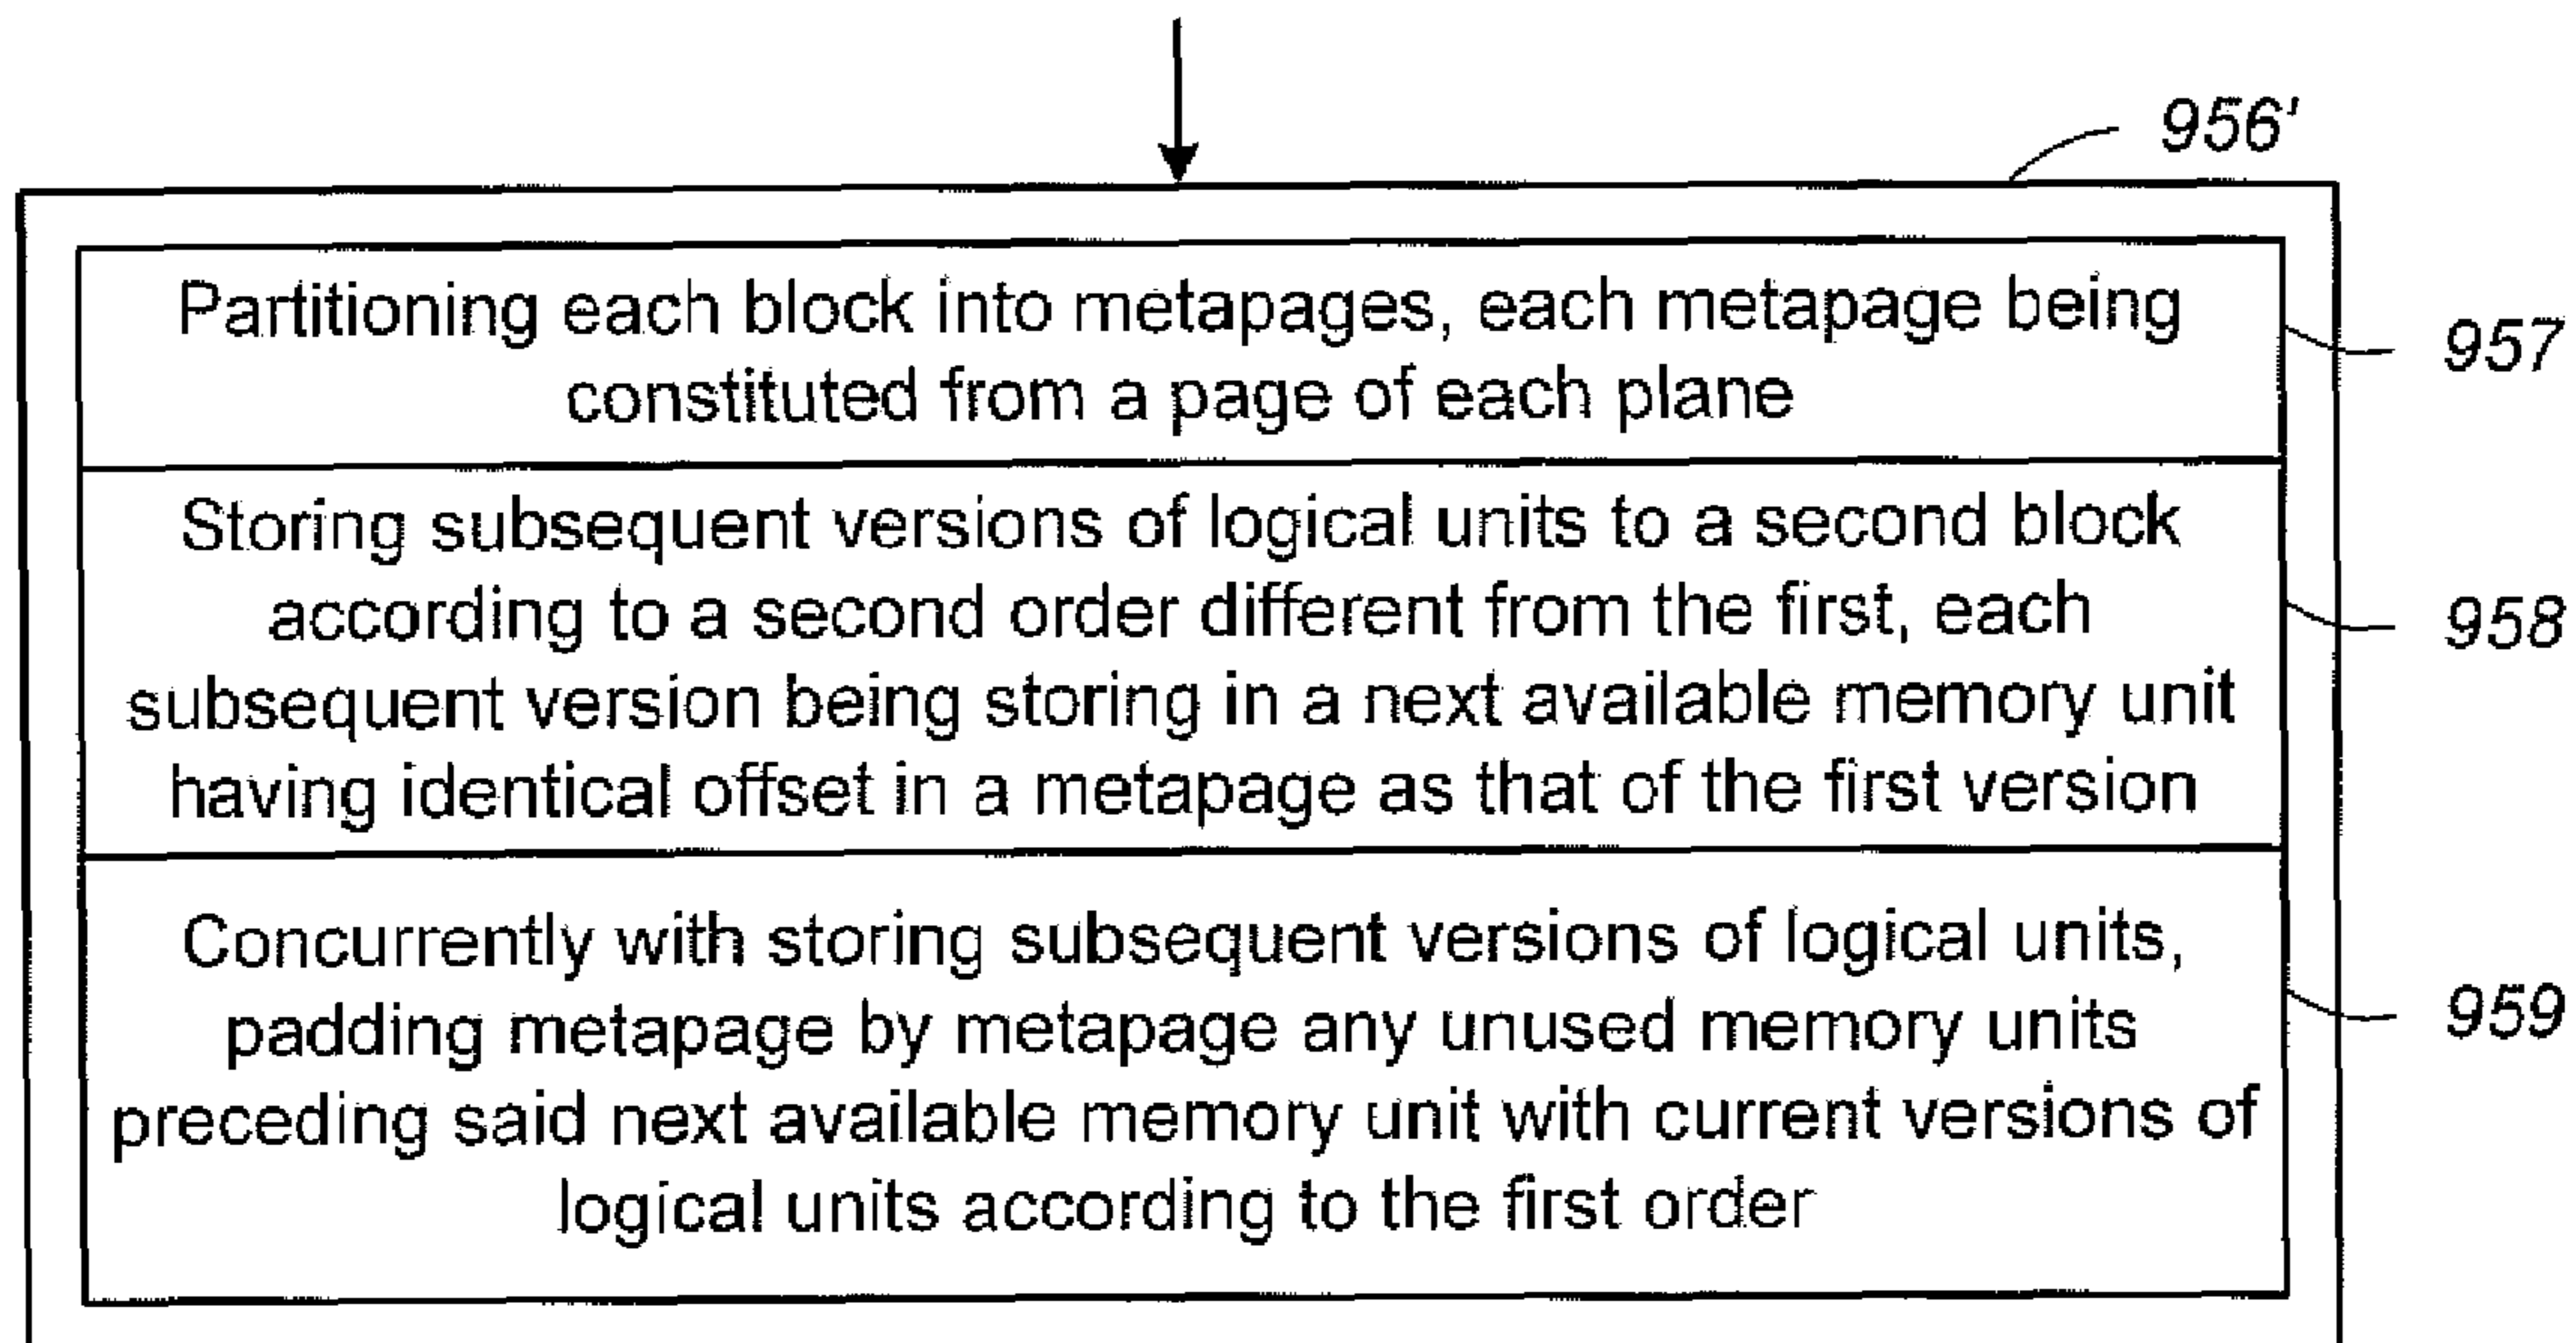 956'
Partitioning each block into metapages, each metapage being
constituted from a page of each plane
957
Storing subsequent versions of logical units to a second block
according to a second order different from the first, each
subsequent version being storing in a next available memory unit
having identical offset in a metapage as that of the first version
958
Concurrently with storing subsequent versions of logical units,
padding metapage by metapage any unused memory units
preceding said next available memory unit with current versions of
logical units according to the first order
959